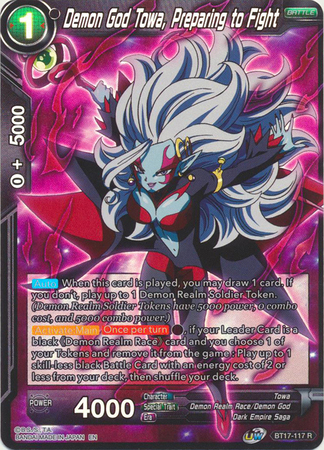 1
Demon God Towa, Preparing to Fight
BATTLE
0 + 5000
Auto When this card is played, you may draw 1 card. If
you don't, play up to 1 Demon Realm Soldier Token.
(Demon Realm Soldier Tokens have 5000 power, 0 combo
cost, and 5000 combo power.)
Activate Main Once per turn , if your Leader Card is a
black 《Demon Realm Race》 card and you choose 1 of
your Tokens and remove it from the game : Play up to 1
skill-less black Battle Card with an energy cost of 2 or
less from your deck, then shuffle your deck.
POWER 4000
Character Towa
Special Trait Demon Realm Race/Demon God
Era Dark Empire Saga
BANDAI MADE IN JAPAN EN
UW
BT17-117 R